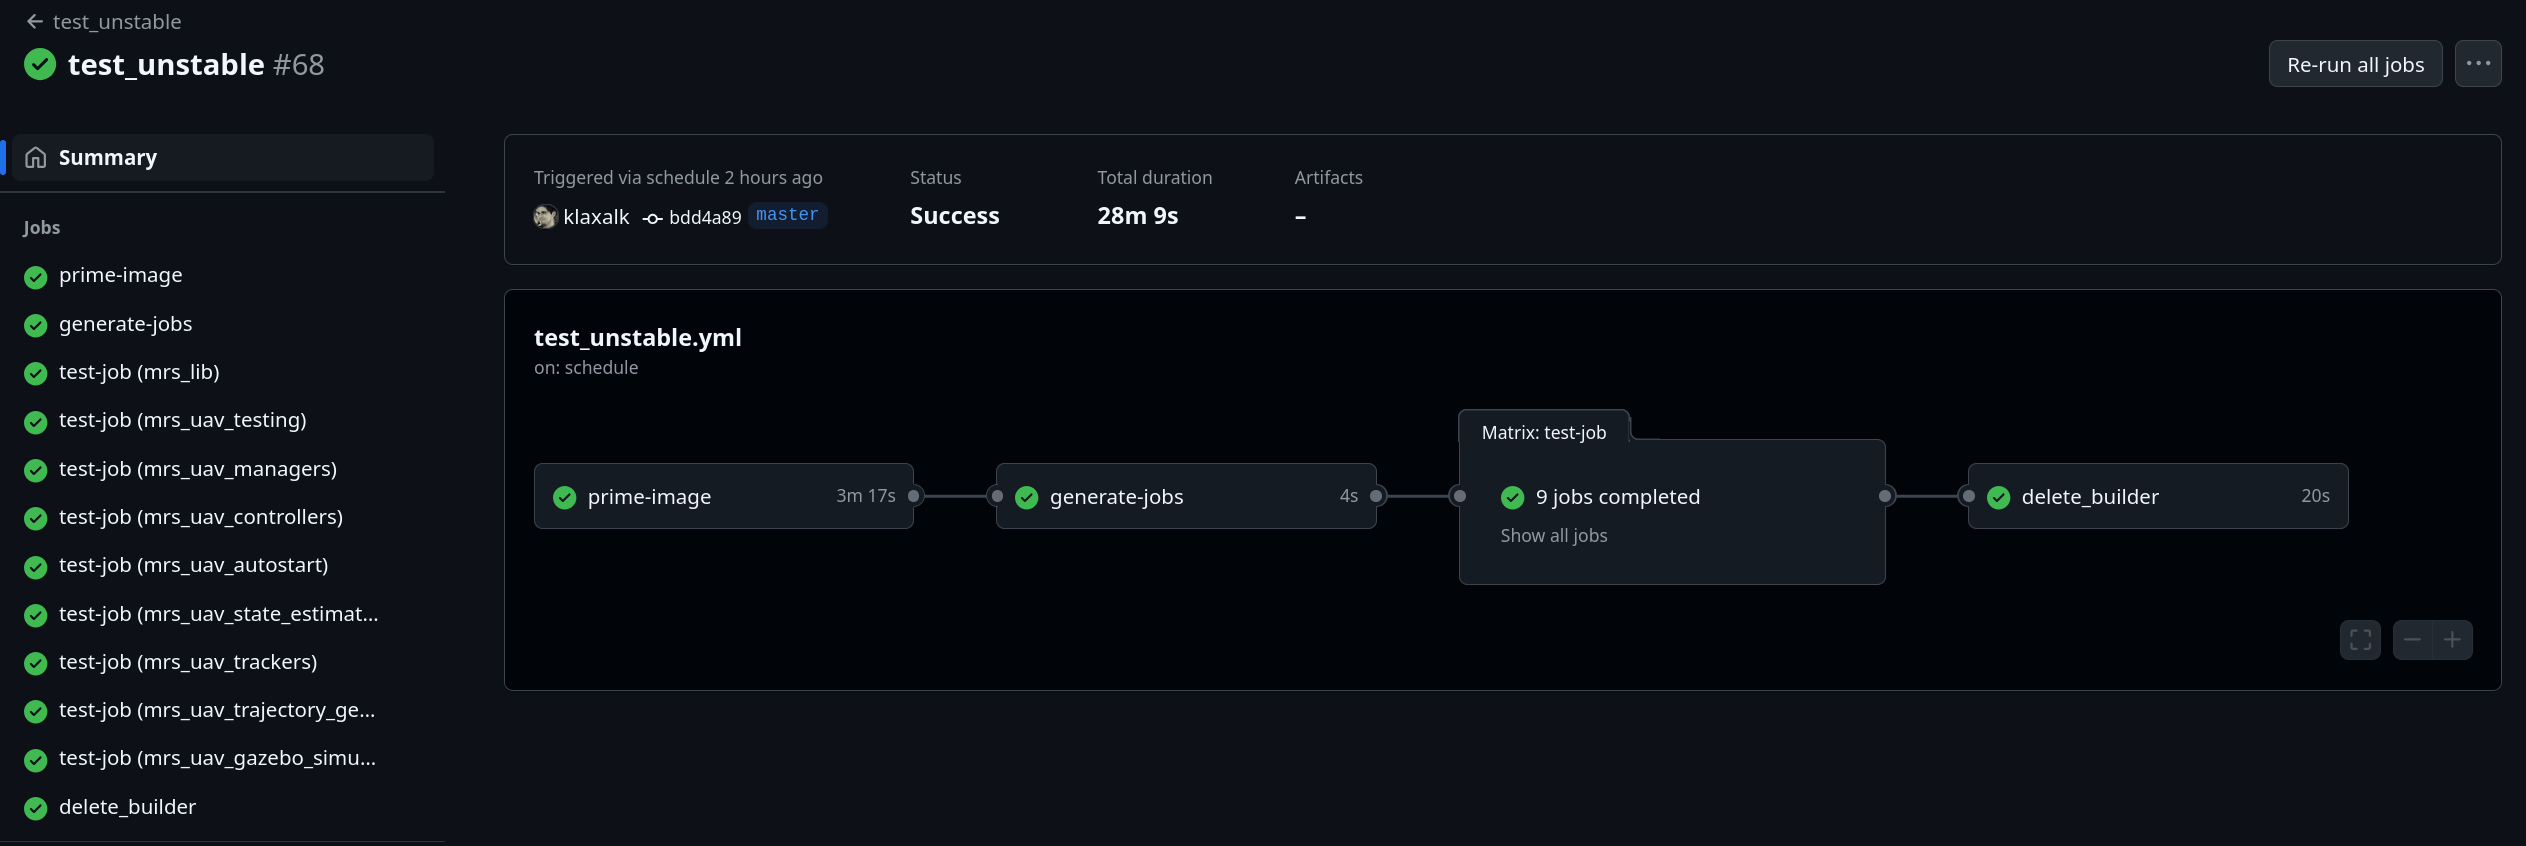 test_unstable
test_unstable #68
Re-run all jobs
Summary
Jobs
prime-image
generate-jobs
test-job (mrs_lib)
test-job (mrs_uav_testing)
test-job (mrs_uav_managers)
test-job (mrs_uav_controllers)
test-job (mrs_uav_autostart)
test-job (mrs_uav_state_estimat...
test-job (mrs_uav_trackers)
test-job (mrs_uav_trajectory_ge...
test-job (mrs_uav_gazebo_simu...
delete_builder
Triggered via schedule 2 hours ago
klaxalk bdd4a89 master
Status
Success
Total duration
28m 9s
Artifacts
–
test_unstable.yml
on: schedule
prime-image 3m 17s
generate-jobs 4s
Matrix: test-job
9 jobs completed
Show all jobs
delete_builder 20s